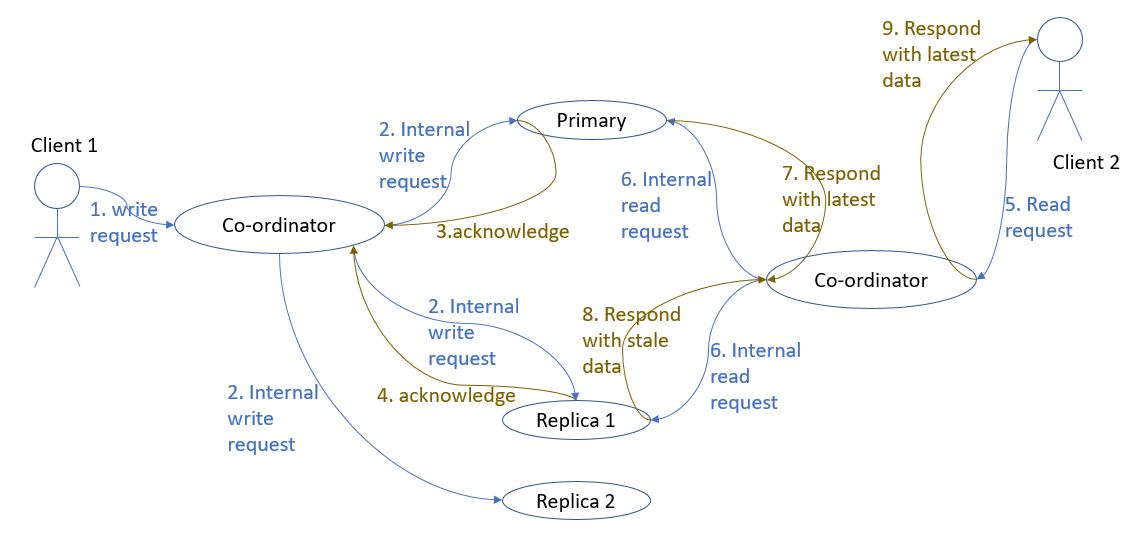 Client 1
1. write
request
Co-ordinator
2. Internal
write
request
Primary
3.acknowledge
2. Internal
write
request
4. acknowledge
Replica 1
2. Internal
write
request
Replica 2
6. Internal
read
request
7. Respond
with latest
data
8. Respond
with stale
data
6. Internal
read
request
Co-ordinator
9. Respond
with latest
data
Client 2
5. Read
request